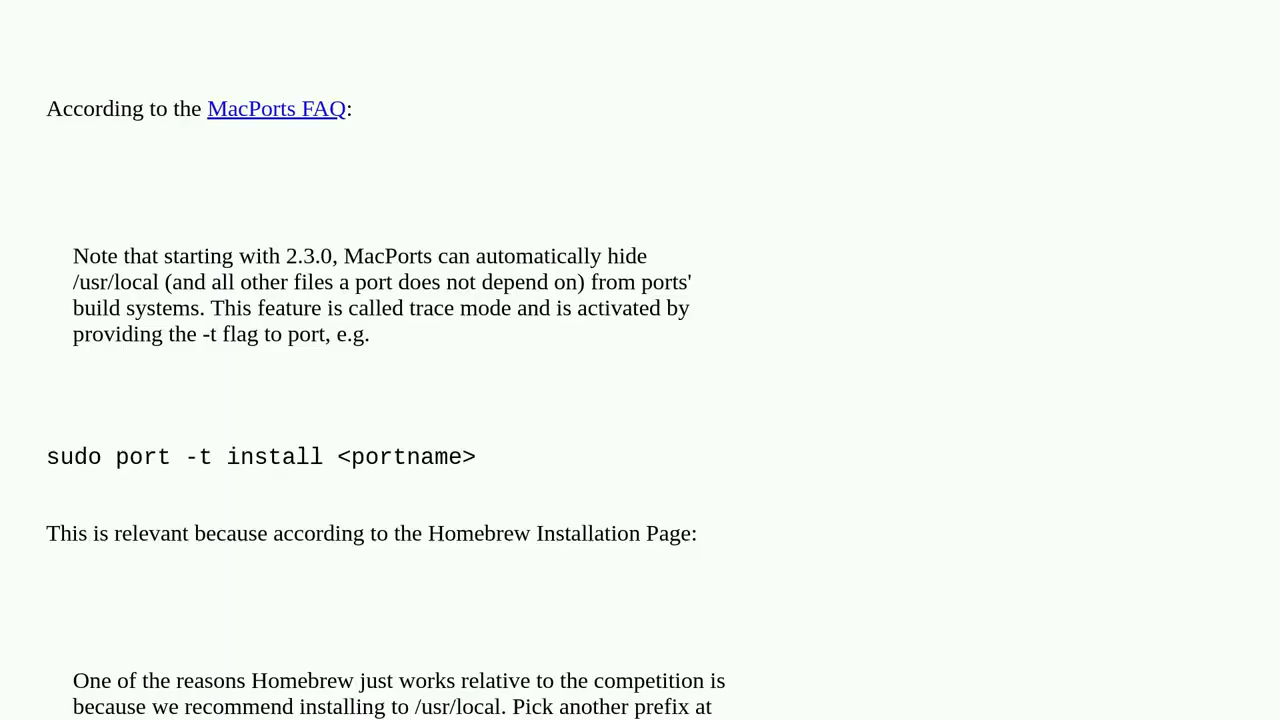 According to the MacPorts FAQ:
Note that starting with 2.3.0, MacPorts can automatically hide
/usr/local (and all other files a port does not depend on) from ports'
build systems. This feature is called trace mode and is activated by
providing the -t flag to port, e.g.
sudo port -t install <portname>
This is relevant because according to the Homebrew Installation Page:
One of the reasons Homebrew just works relative to the competition is
because we recommend installing to /usr/local. Pick another prefix at